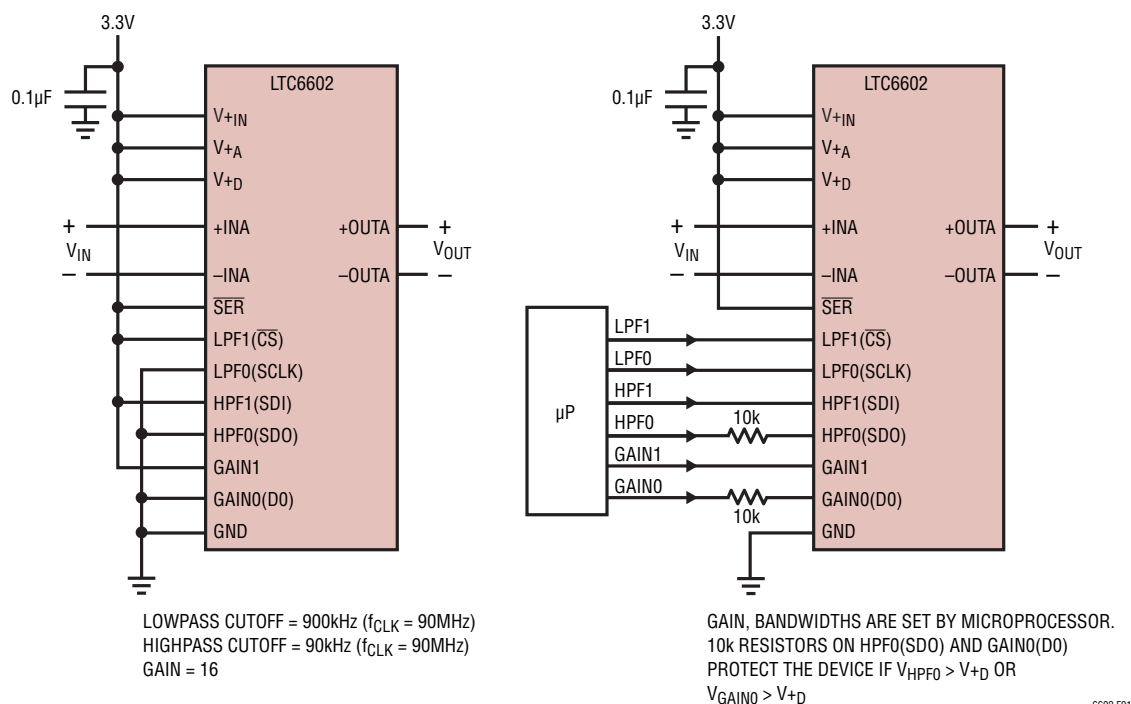 3.3V
0.1µF
LTC6602
V+IN
V+A
V+D
+
VIN
−
+INA
−INA
+OUTA
−OUTA
+
VOUT
−
SER
LPF1(CS)
LPF0(SCLK)
HPF1(SDI)
HPF0(SDO)
GAIN1
GAIN0(D0)
GND
LOWPASS CUTOFF = 900kHz (fCLK = 90MHz)
HIGHPASS CUTOFF = 90kHz (fCLK = 90MHz)
GAIN = 16
3.3V
0.1µF
LTC6602
V+IN
V+A
V+D
+
VIN
−
+INA
−INA
+OUTA
−OUTA
+
VOUT
−
SER
µP
LPF1
LPF0
HPF1
HPF0
GAIN1
GAIN0
10k
10k
LPF1(CS)
LPF0(SCLK)
HPF1(SDI)
HPF0(SDO)
GAIN1
GAIN0(D0)
GND
GAIN, BANDWIDTHS ARE SET BY MICROPROCESSOR.
10k RESISTORS ON HPF0(SDO) AND GAIN0(D0)
PROTECT THE DEVICE IF VHPF0 > V+D OR
VGAIN0 > V+D